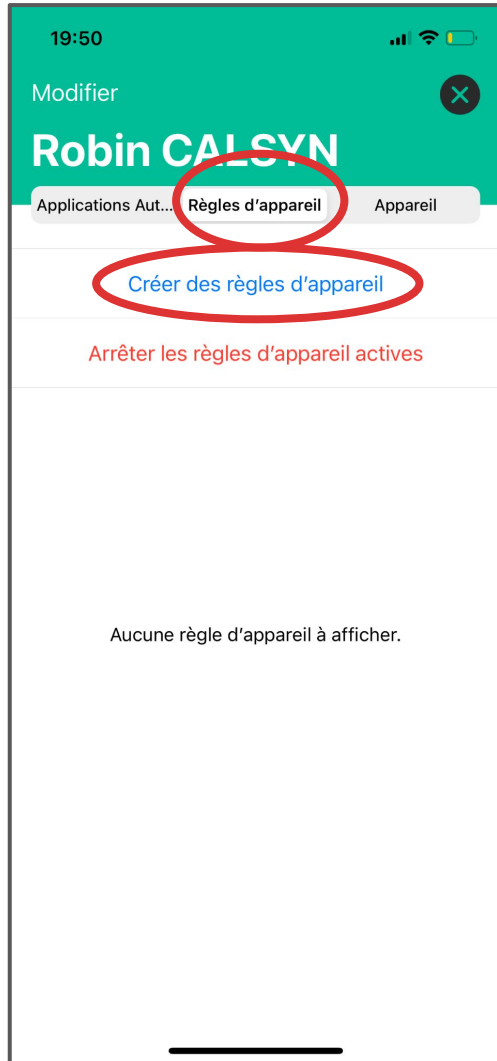 19:50
Modifier
Robin CALSYN
Applications Aut... Règles d'appareil Appareil
Créer des règles d'appareil
Arrêter les règles d'appareil actives
Aucune règle d'appareil à afficher.